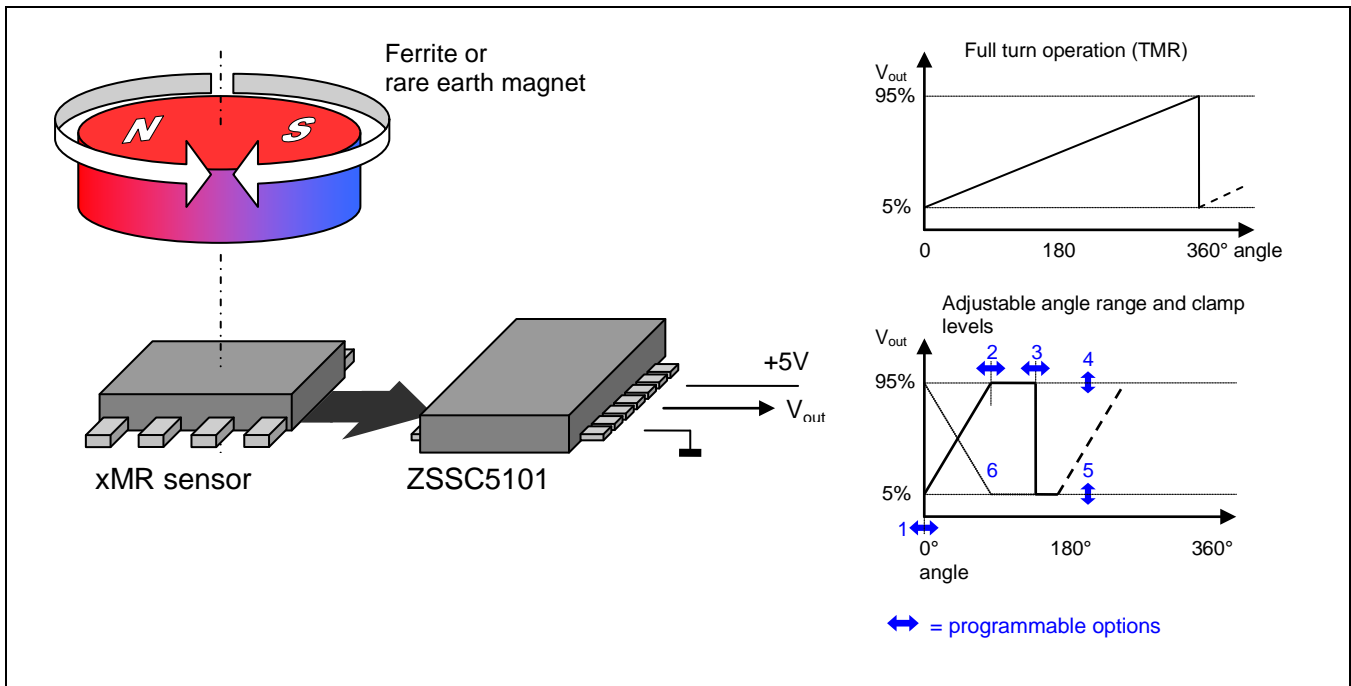 Ferrite or
rare earth magnet
N S
xMR sensor
ZSSC5101
+5V
Vout
Full turn operation (TMR)
Vout
95%
5%
0 180 360° angle
Adjustable angle range and clamp
levels
Vout
2 3 4
95%
6 5
5%
1
0° 180° 360°
angle
= programmable options